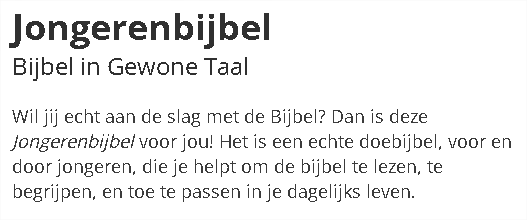 Jongerenbijbel
Bijbel in Gewone Taal
Wil jij echt aan de slag met de Bijbel? Dan is deze
Jongerenbijbel voor jou! Het is een echte doebijbel, voor en
door jongeren, die je helpt om de bijbel te lezen, te
begrijpen, en toe te passen in je dagelijks leven.